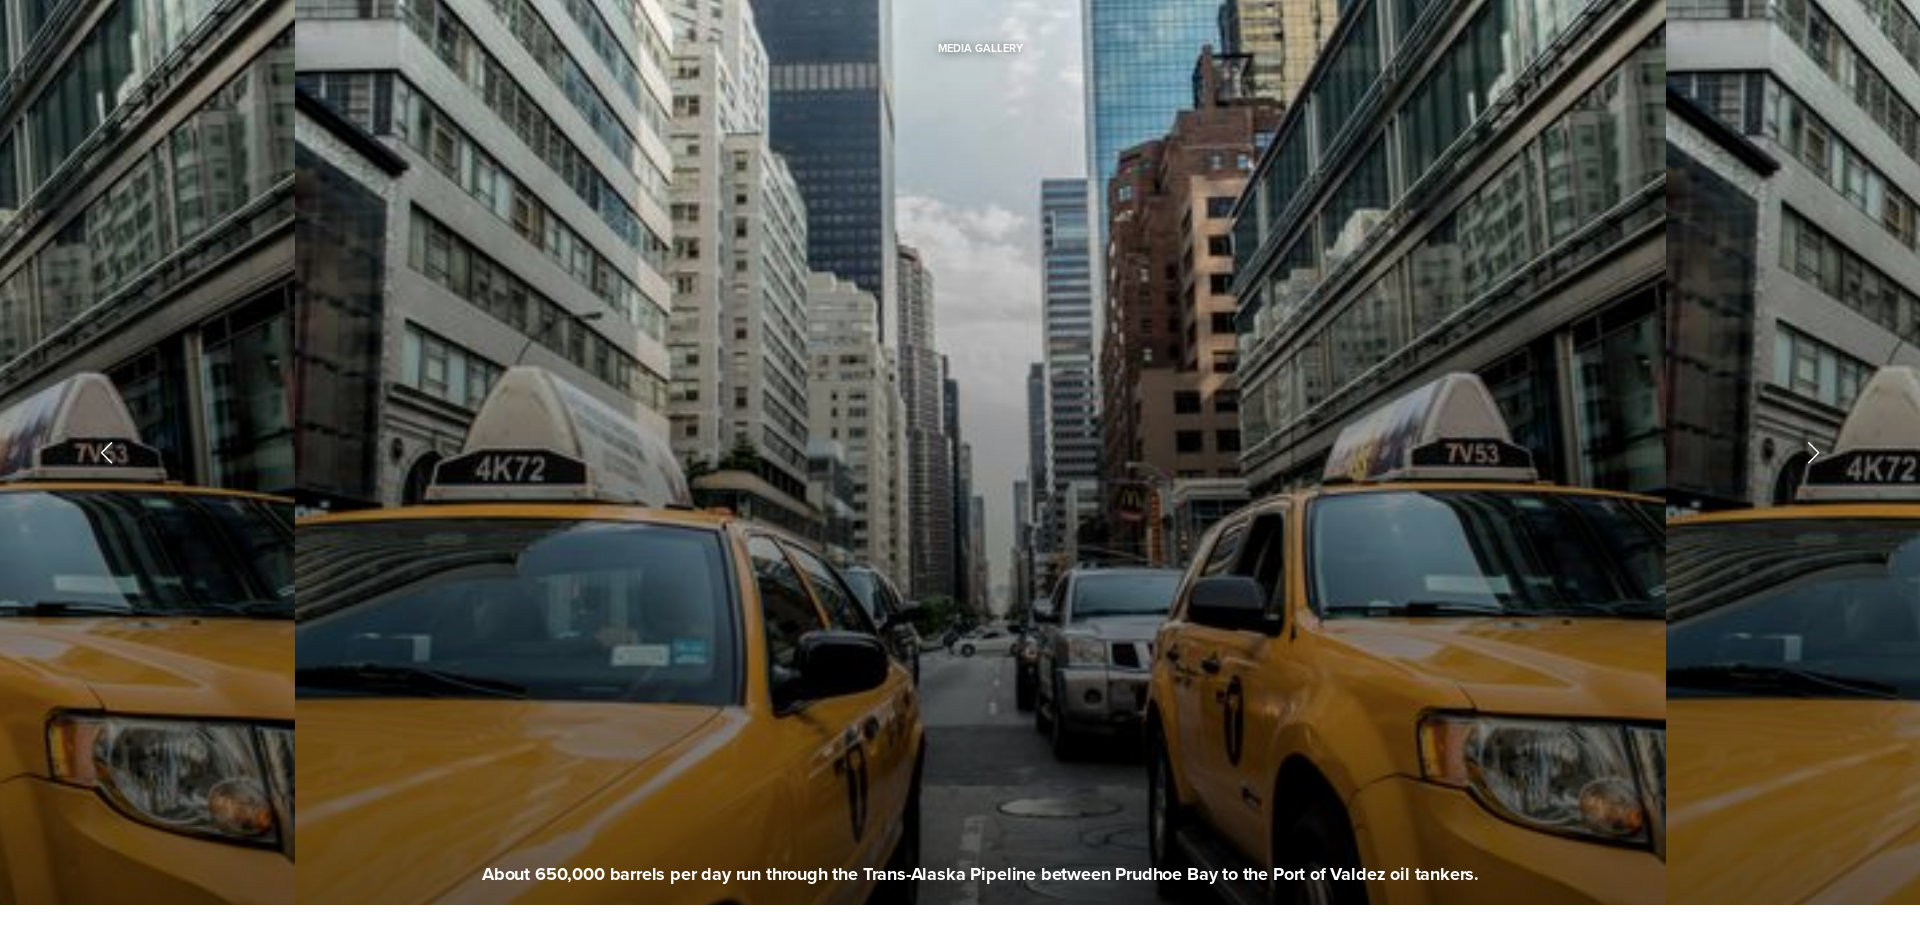 MEDIA GALLERY
7V53
4K72
7V53
4K72
About 650,000 barrels per day run through the Trans-Alaska Pipeline between Prudhoe Bay to the Port of Valdez oil tankers.